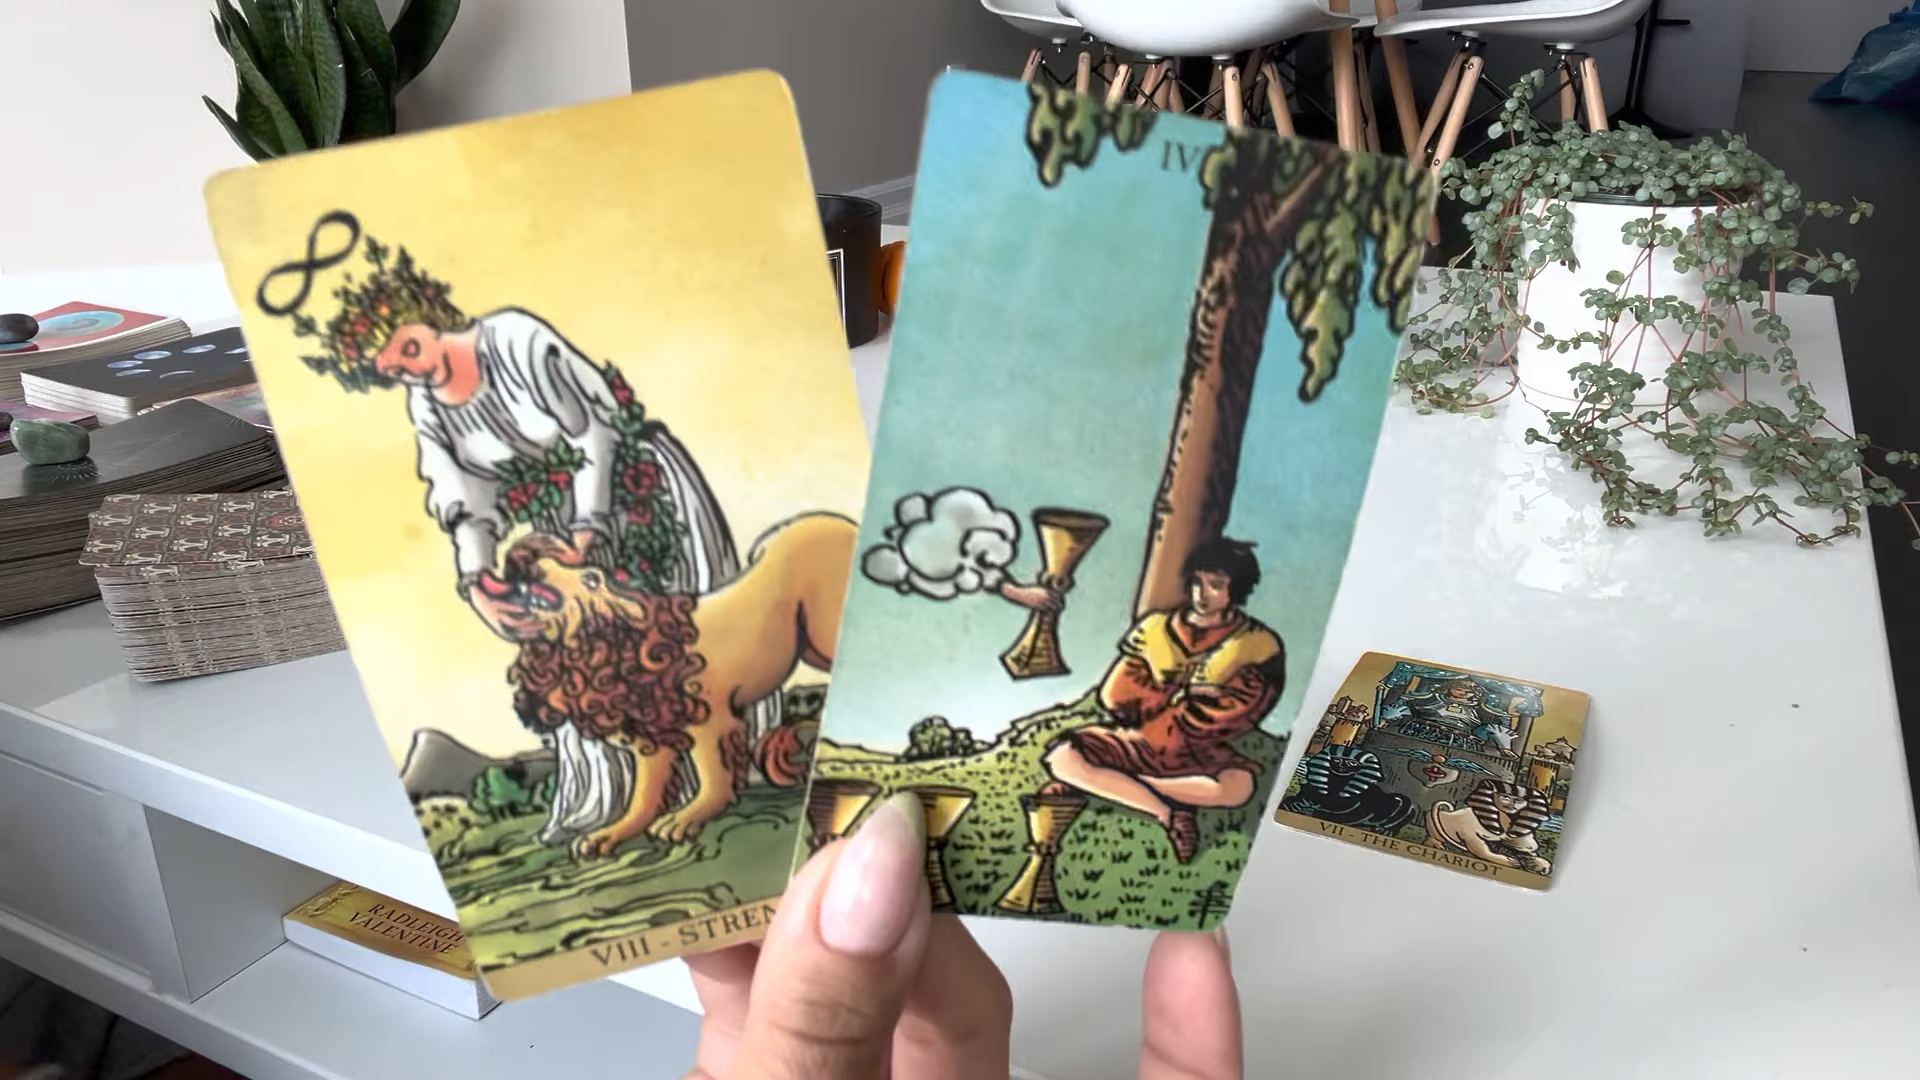 IV
VIII - STREN
VII - THE CHARIOT
RADLEIGH
VALENTINE